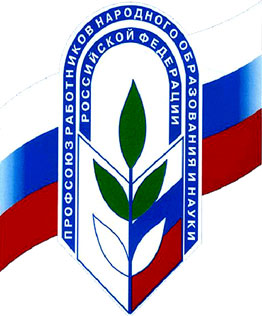 ПРОФСОЮЗ РАБОТНИКОВ НАРОДНОГО ОБРАЗОВАНИЯ И НАУКИ
РОССИЙСКОЙ ФЕДЕРАЦИИ